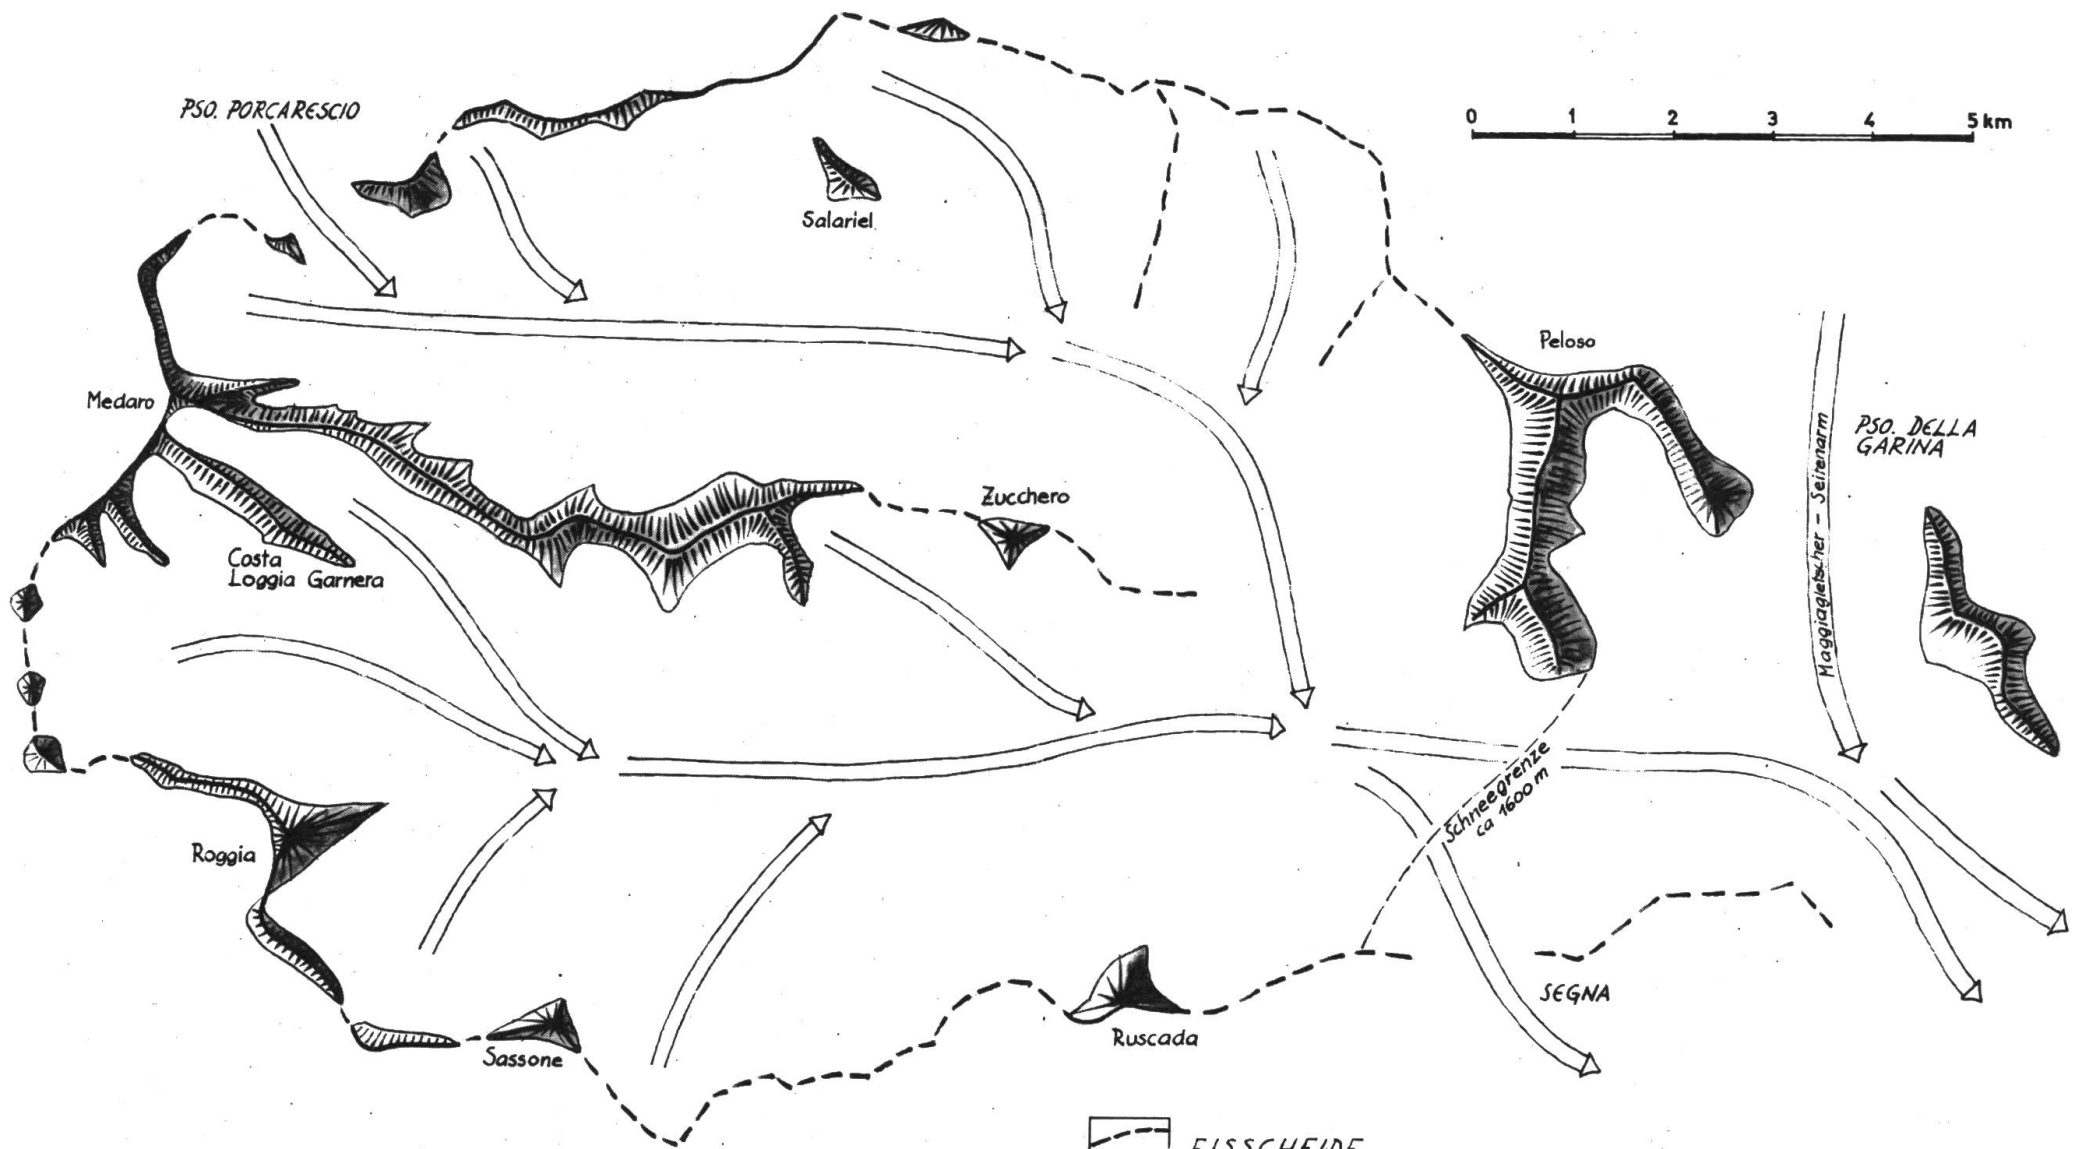 PSO. PORCARESCIO
0 1 2 3 4 5 km
Salariel
Peloso
Medaro
PSO. DELLA
GARINA
Maggiagletscher - Seitenarm
Zucchero
Costa
Loggia Garnera
Schneegrenze
ca 1600 m
Roggia
SEGNA
Ruscada
Sassone
EISSCHEIDE